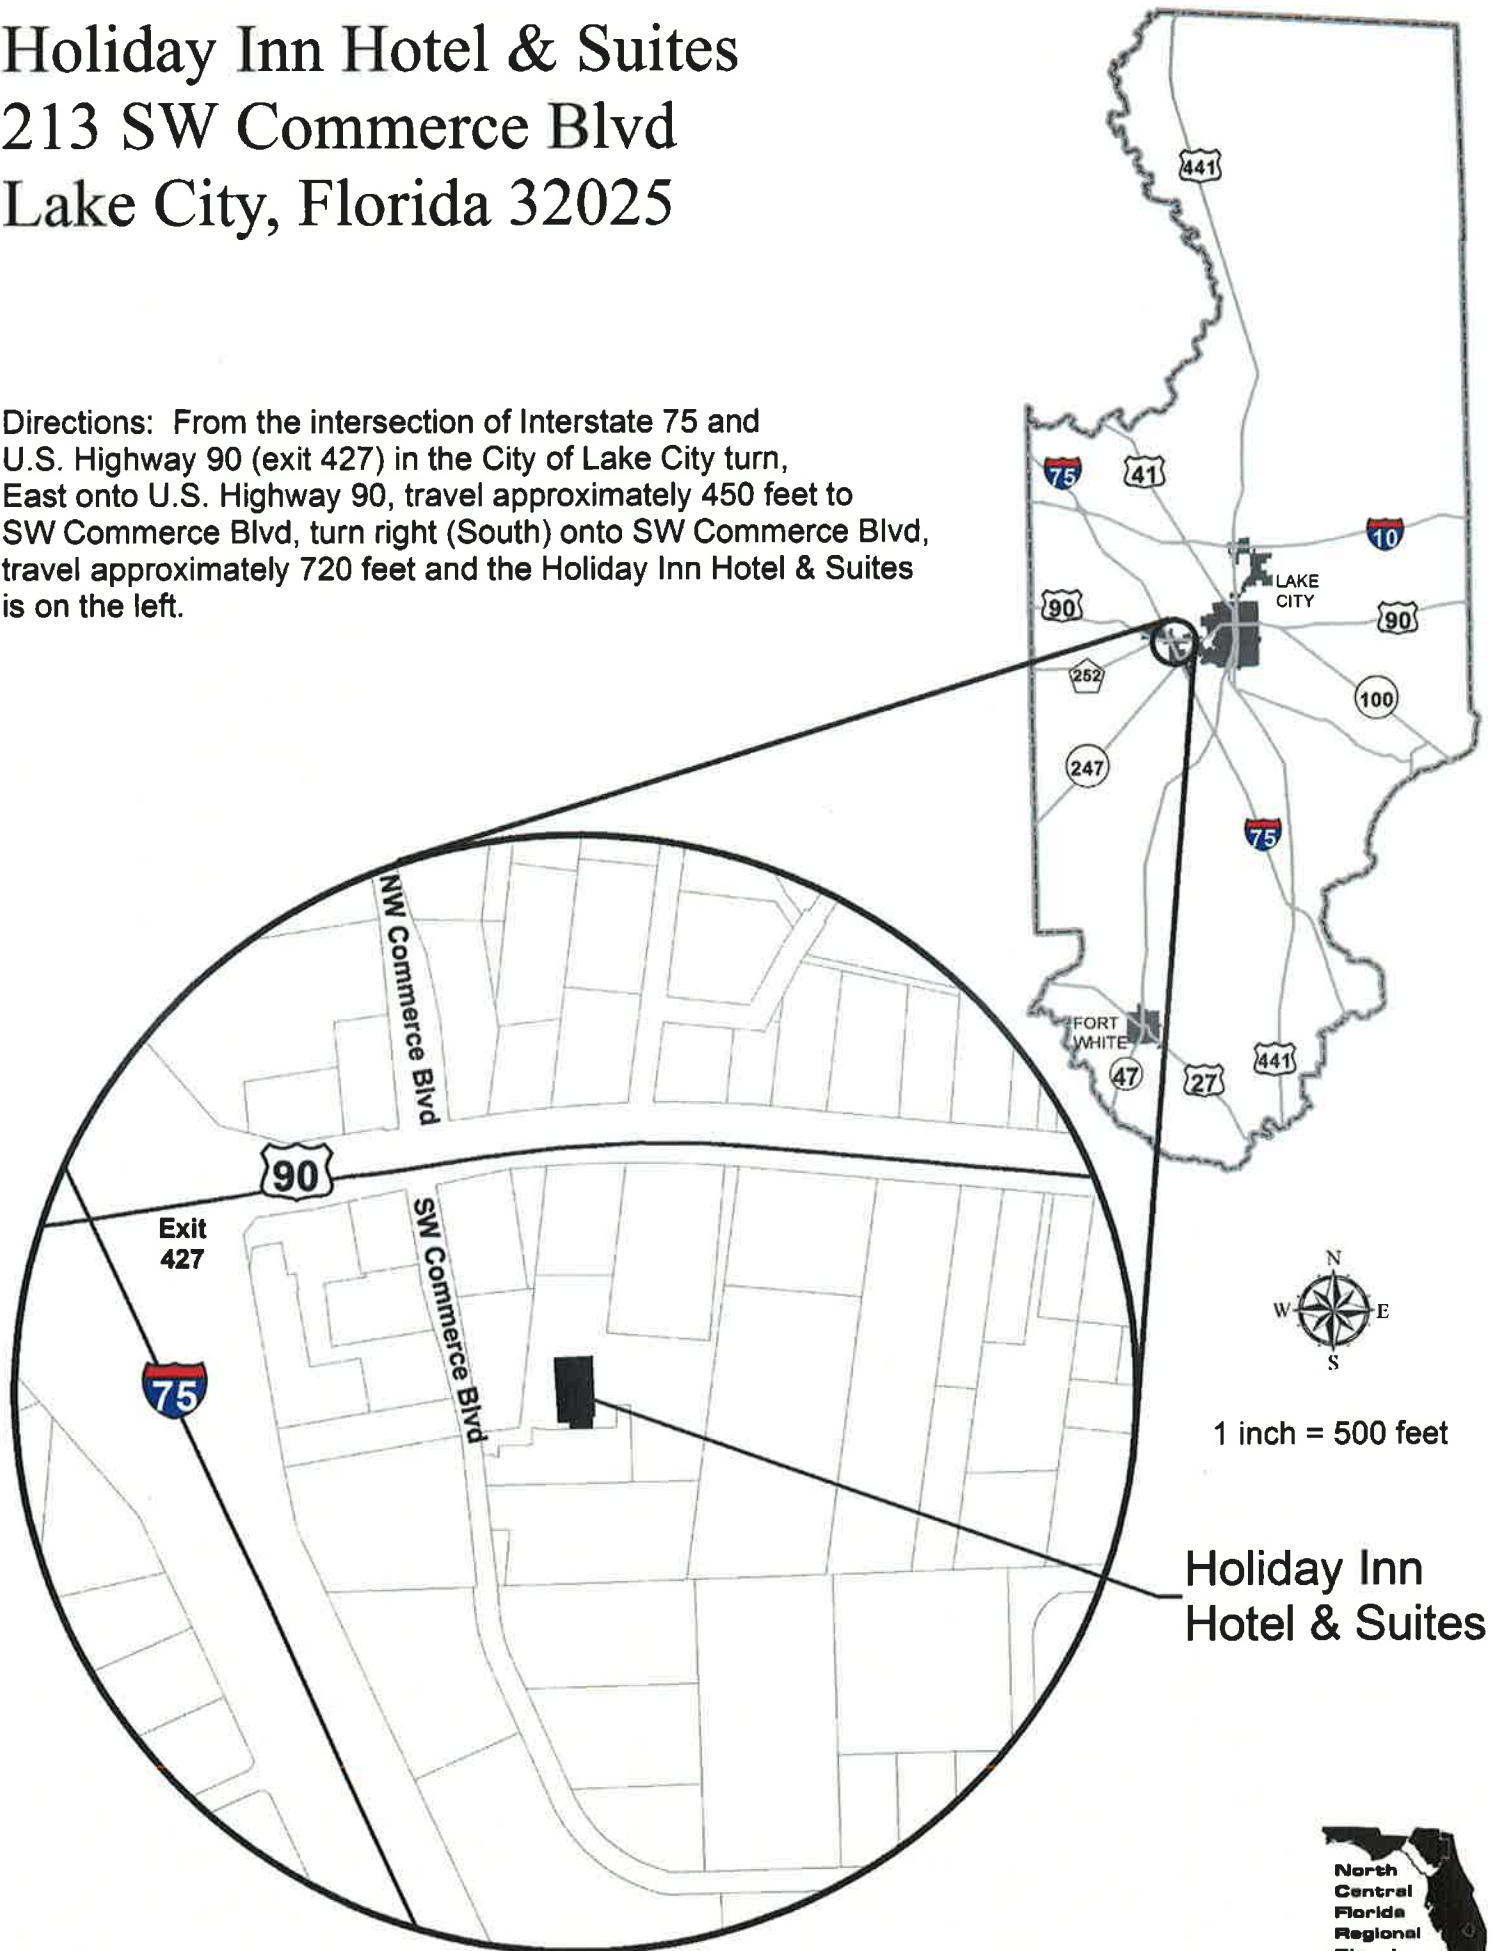 Holiday Inn Hotel & Suites
213 SW Commerce Blvd
Lake City, Florida 32025
Directions: From the intersection of Interstate 75 and
U.S. Highway 90 (exit 427) in the City of Lake City turn,
East onto U.S. Highway 90, travel approximately 450 feet to
SW Commerce Blvd, turn right (South) onto SW Commerce Blvd,
travel approximately 720 feet and the Holiday Inn Hotel & Suites
is on the left.
441
75
41
10
LAKE
CITY
90
90
252
100
247
75
FORT
WHITE
47
27
441
NW Commerce Blvd
90
Exit
427
SW Commerce Blvd
75
N
W
E
S
1 inch = 500 feet
Holiday Inn
Hotel & Suites
North
Central
Florida
Regional